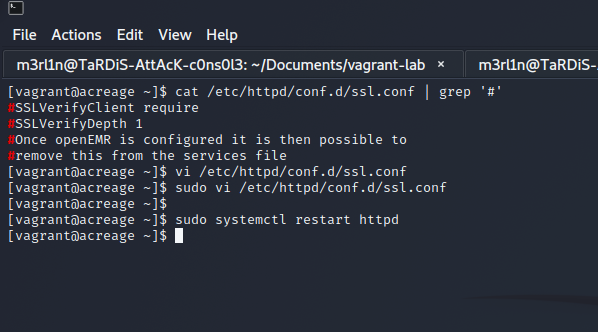 File Actions Edit View Help
m3rl1n@TaRDiS-AttAcK-c0ns0l3: ~/Documents/vagrant-lab × m3rl1n@TaRDiS-
[vagrant@acreage ~]$ cat /etc/httpd/conf.d/ssl.conf | grep '#'
#SSLVerifyClient require
#SSLVerifyDepth 1
#Once openEMR is configured it is then possible to
#remove this from the services file
[vagrant@acreage ~]$ vi /etc/httpd/conf.d/ssl.conf
[vagrant@acreage ~]$ sudo vi /etc/httpd/conf.d/ssl.conf
[vagrant@acreage ~]$
[vagrant@acreage ~]$ sudo systemctl restart httpd
[vagrant@acreage ~]$